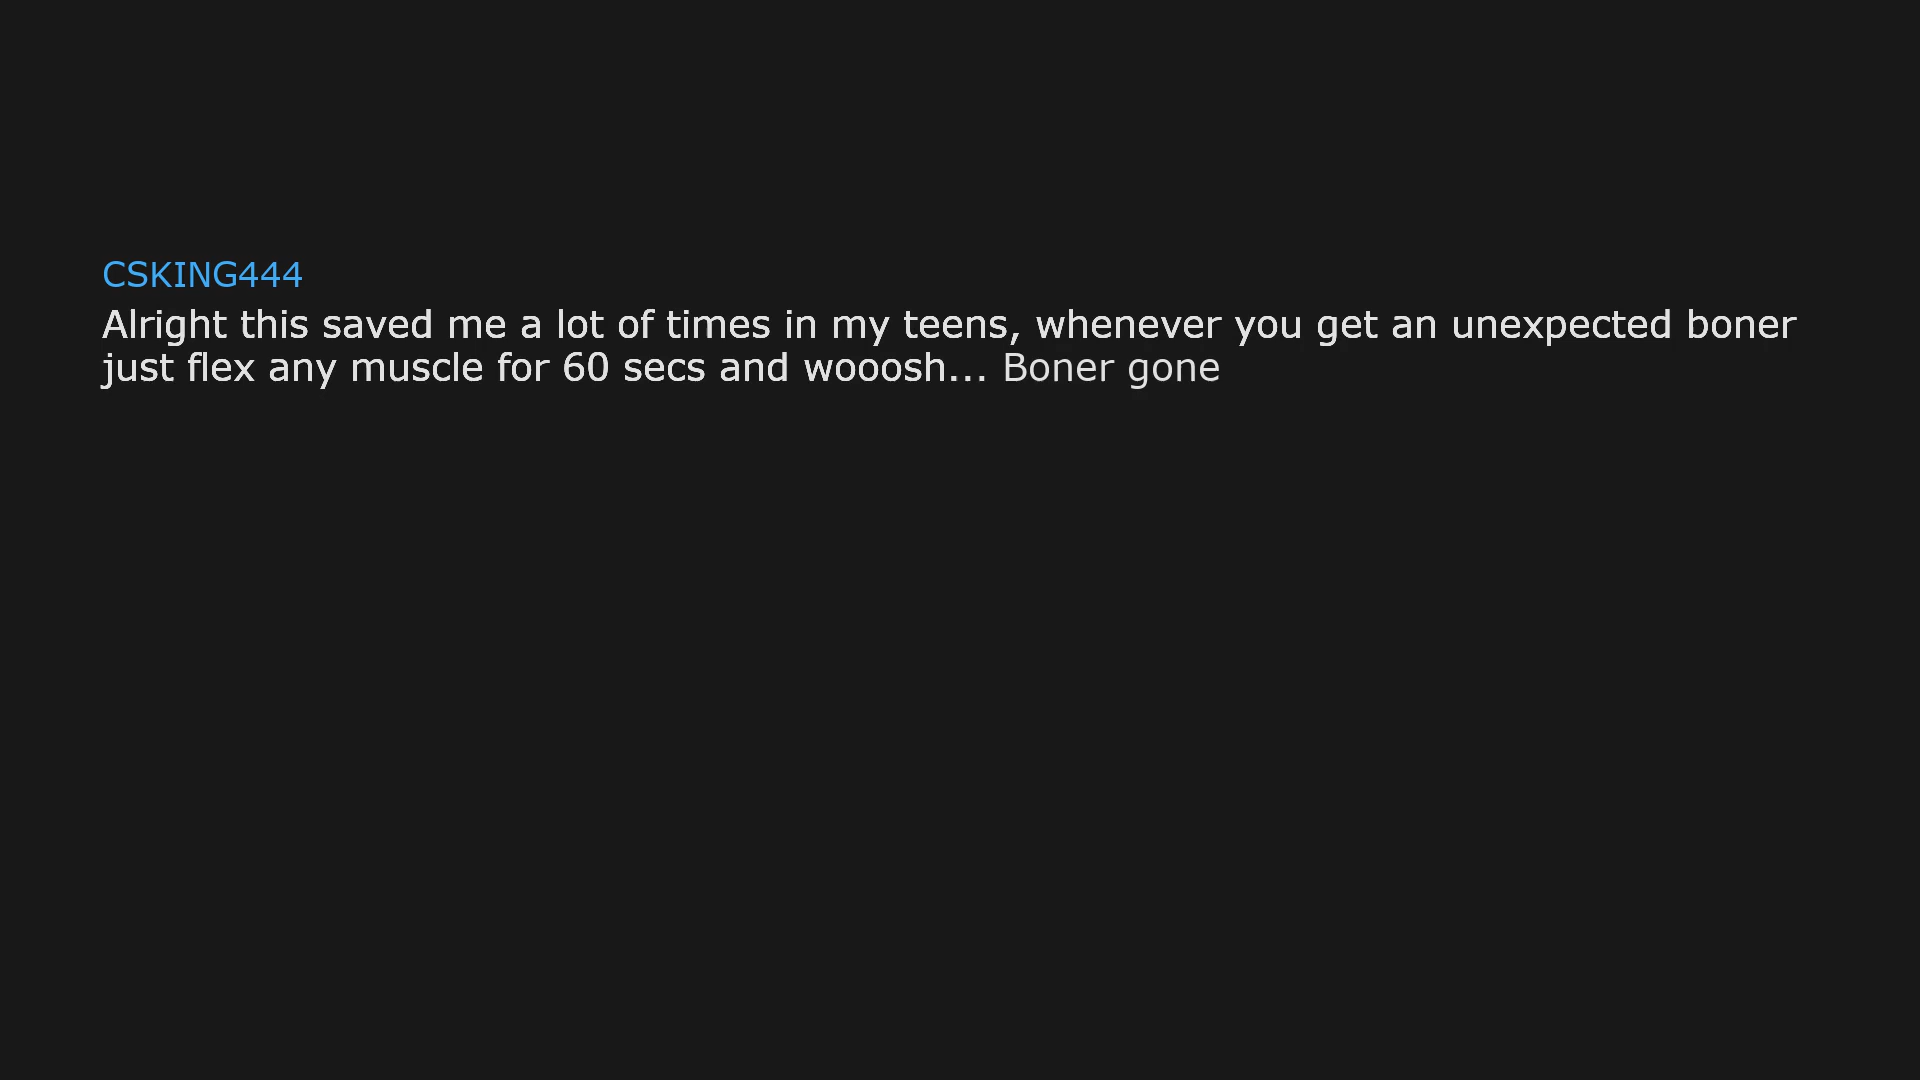 CSKING444
Alright this saved me a lot of times in my teens, whenever you get an unexpected boner
just flex any muscle for 60 secs and wooosh... Boner gone